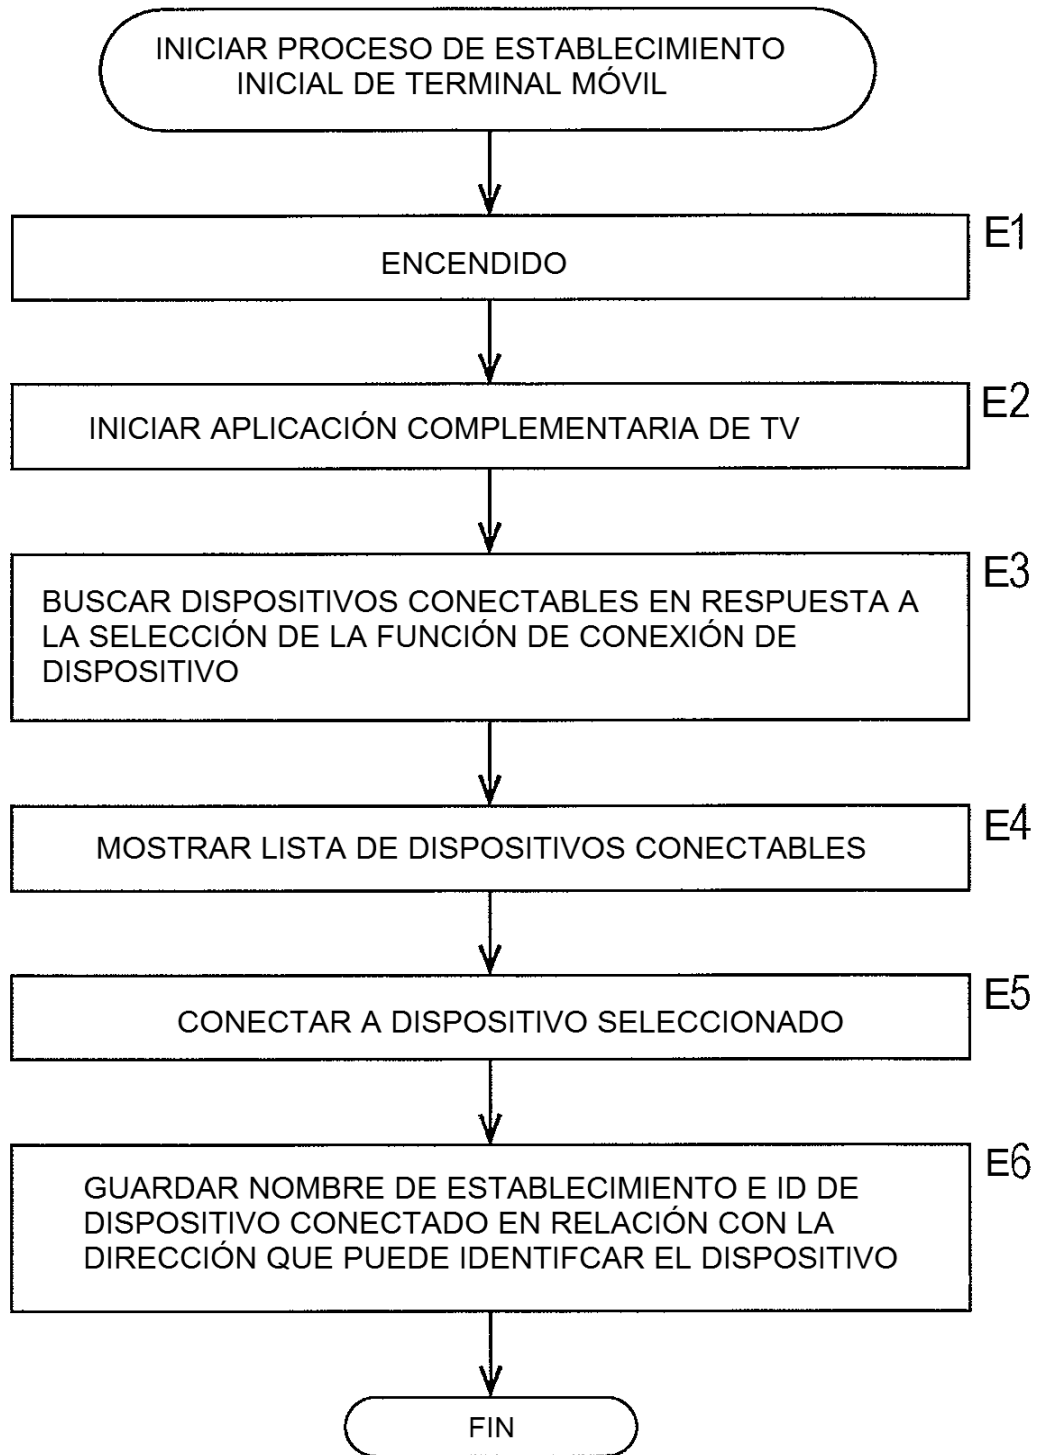 INICIAR PROCESO DE ESTABLECIMIENTO
INICIAL DE TERMINAL MÓVIL
E1
ENCENDIDO
E2
INICIAR APLICACIÓN COMPLEMENTARIA DE TV
E3
BUSCAR DISPOSITIVOS CONECTABLES EN RESPUESTA A
LA SELECCIÓN DE LA FUNCIÓN DE CONEXIÓN DE
DISPOSITIVO
E4
MOSTRAR LISTA DE DISPOSITIVOS CONECTABLES
E5
CONECTAR A DISPOSITIVO SELECCIONADO
E6
GUARDAR NOMBRE DE ESTABLECIMIENTO E ID DE
DISPOSITIVO CONECTADO EN RELACIÓN CON LA
DIRECCIÓN QUE PUEDE IDENTIFCAR EL DISPOSITIVO
FIN